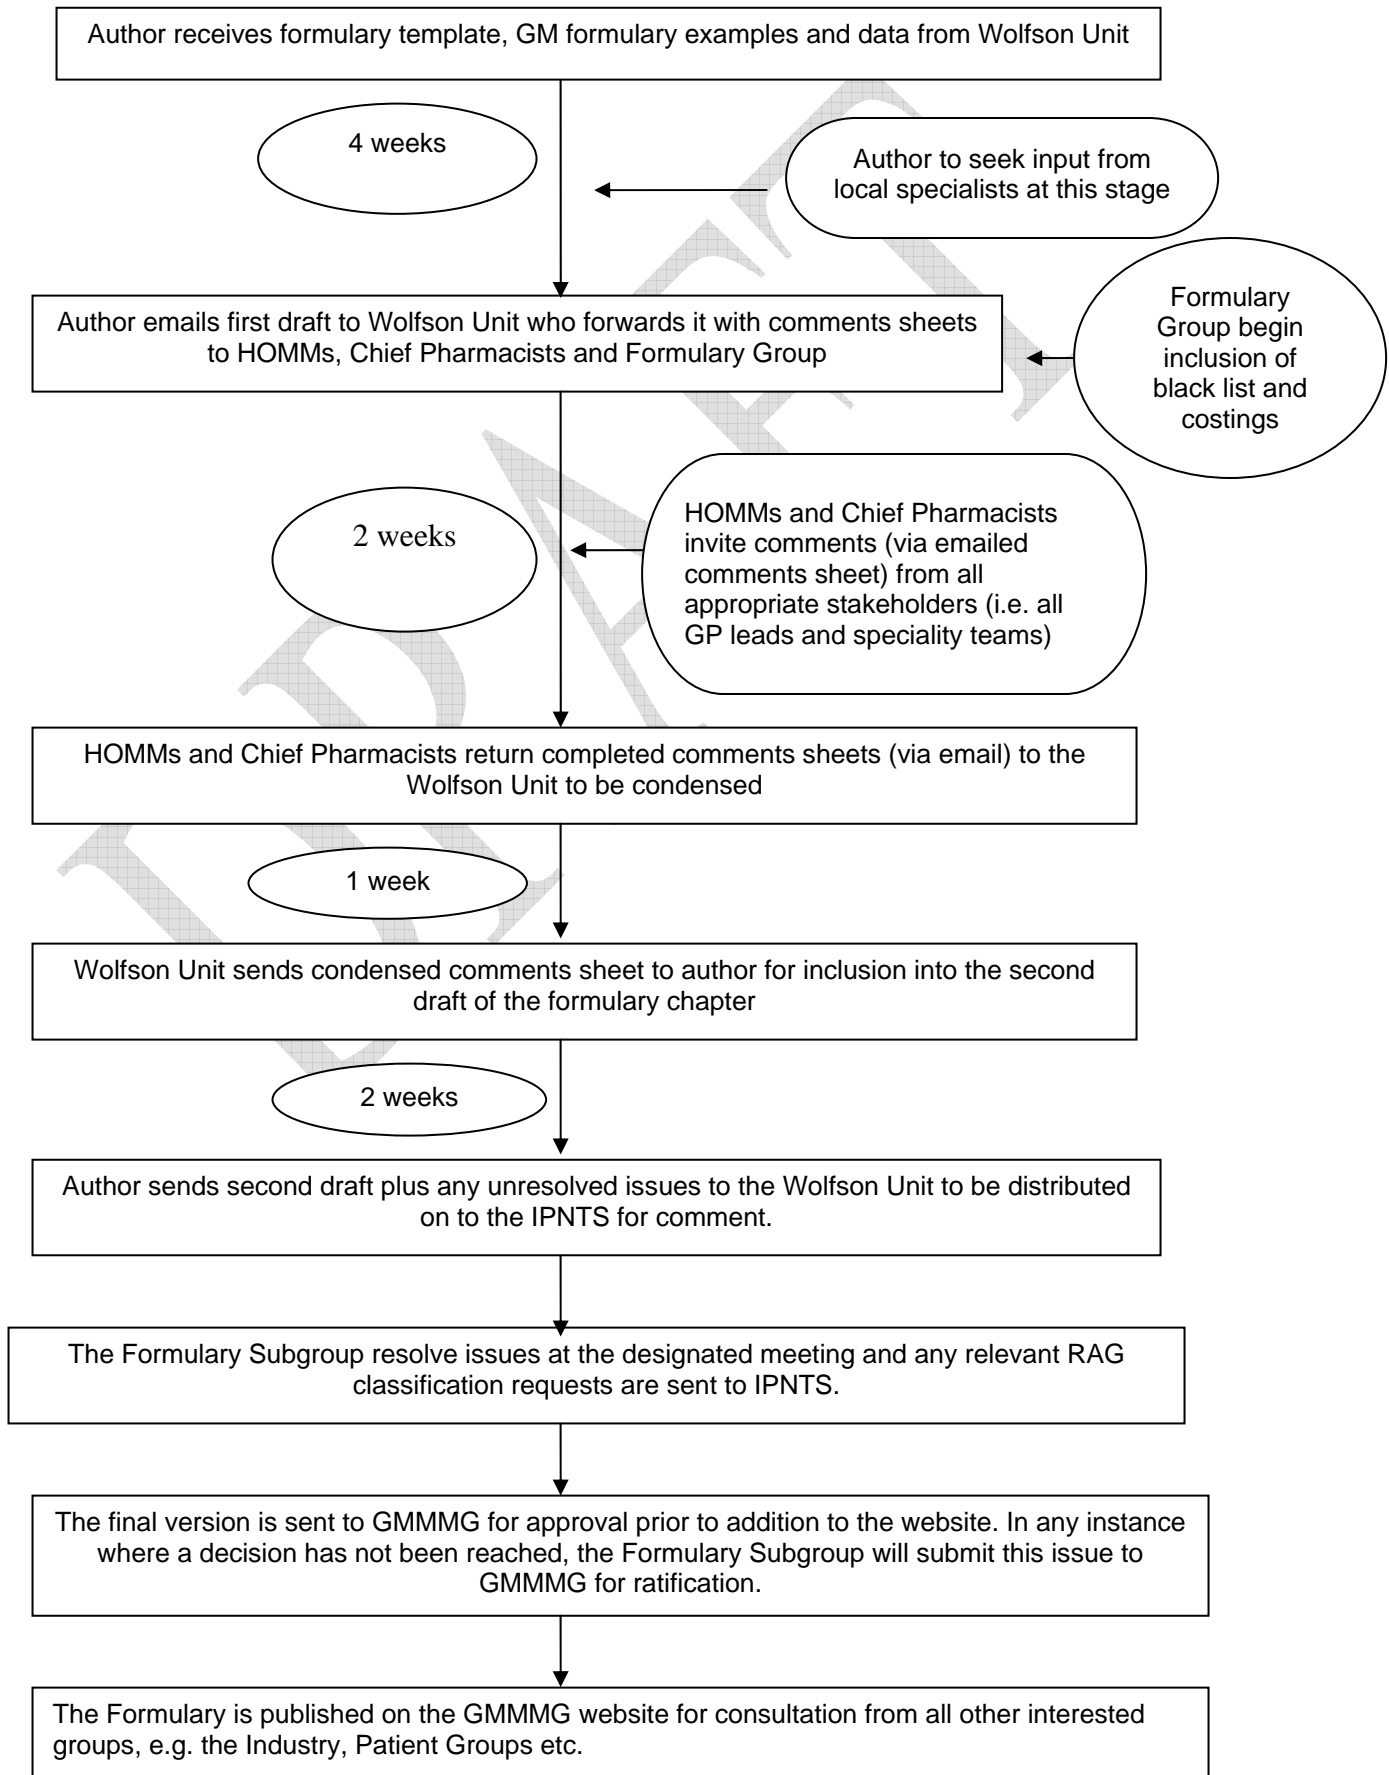 Author receives formulary template, GM formulary examples and data from Wolfson Unit
4 weeks
Author to seek input from
local specialists at this stage
Author emails first draft to Wolfson Unit who forwards it with comments sheets
to HOMMs, Chief Pharmacists and Formulary Group
Formulary
Group begin
inclusion of
black list and
costings
2 weeks
HOMMs and Chief Pharmacists
invite comments (via emailed
comments sheet) from all
appropriate stakeholders (i.e. all
GP leads and speciality teams)
HOMMs and Chief Pharmacists return completed comments sheets (via email) to the
Wolfson Unit to be condensed
1 week
Wolfson Unit sends condensed comments sheet to author for inclusion into the second
draft of the formulary chapter
2 weeks
Author sends second draft plus any unresolved issues to the Wolfson Unit to be distributed
on to the IPNTS for comment.
The Formulary Subgroup resolve issues at the designated meeting and any relevant RAG
classification requests are sent to IPNTS.
The final version is sent to GMMMG for approval prior to addition to the website. In any instance
where a decision has not been reached, the Formulary Subgroup will submit this issue to
GMMMG for ratification.
The Formulary is published on the GMMMG website for consultation from all other interested
groups, e.g. the Industry, Patient Groups etc.
DRAFT